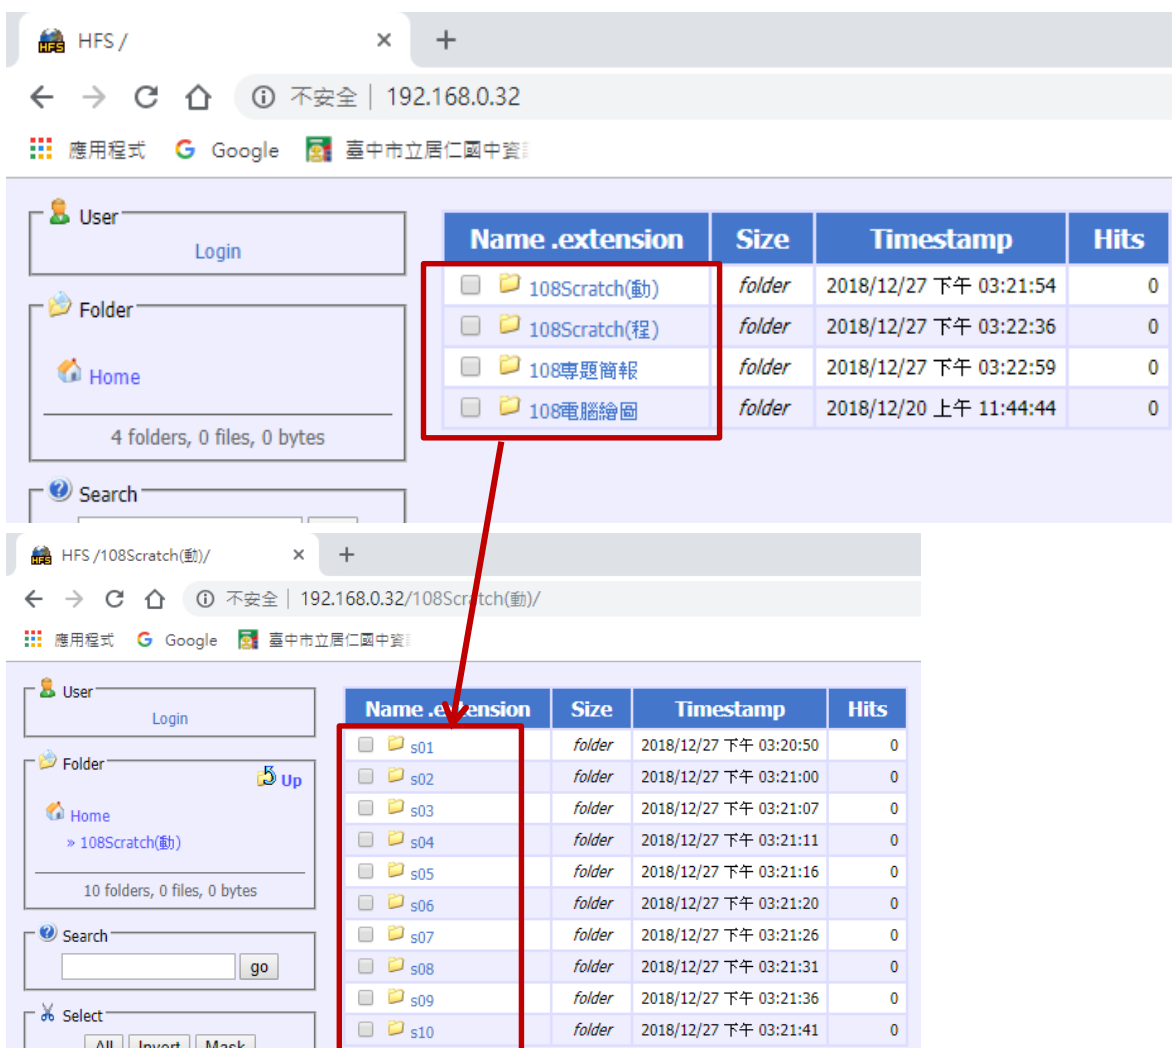 HFS /
不安全 | 192.168.0.32
應用程式 Google 臺中市立居仁國中資
User
Login
Folder
Home
4 folders, 0 files, 0 bytes
Search
Name .extension Size Timestamp Hits
108Scratch(動) folder 2018/12/27 下午 03:21:54 0
108Scratch(程) folder 2018/12/27 下午 03:22:36 0
108專題簡報 folder 2018/12/27 下午 03:22:59 0
108電腦繪圖 folder 2018/12/20 上午 11:44:44 0
HFS /108Scratch(動)/
不安全 | 192.168.0.32/108Scratch(動)/
應用程式 Google 臺中市立居仁國中資
User
Login
Folder
Up
Home
» 108Scratch(動)
10 folders, 0 files, 0 bytes
Search
go
Select
All Invert Mask
Name .extension Size Timestamp Hits
s01 folder 2018/12/27 下午 03:20:50 0
s02 folder 2018/12/27 下午 03:21:00 0
s03 folder 2018/12/27 下午 03:21:07 0
s04 folder 2018/12/27 下午 03:21:11 0
s05 folder 2018/12/27 下午 03:21:16 0
s06 folder 2018/12/27 下午 03:21:20 0
s07 folder 2018/12/27 下午 03:21:26 0
s08 folder 2018/12/27 下午 03:21:31 0
s09 folder 2018/12/27 下午 03:21:36 0
s10 folder 2018/12/27 下午 03:21:41 0